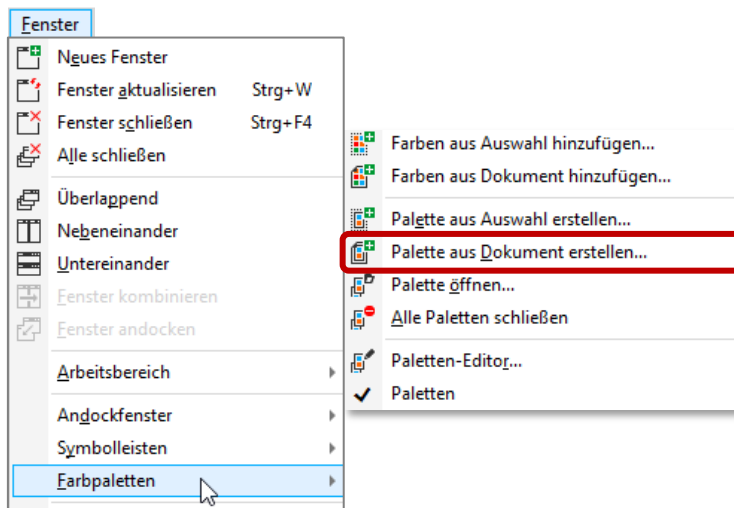 Fenster
Neues Fenster
Fenster aktualisieren Strg+W
Fenster schließen Strg+F4
Alle schließen
Überlappend
Nebeneinander
Untereinander
Fenster kombinieren
Fenster andocken
Arbeitsbereich
Andockfenster
Symbolleisten
Farbpaletten
Farben aus Auswahl hinzufügen...
Farben aus Dokument hinzufügen...
Palette aus Auswahl erstellen...
Palette aus Dokument erstellen...
Palette öffnen...
Alle Paletten schließen
Paletten-Editor...
Paletten